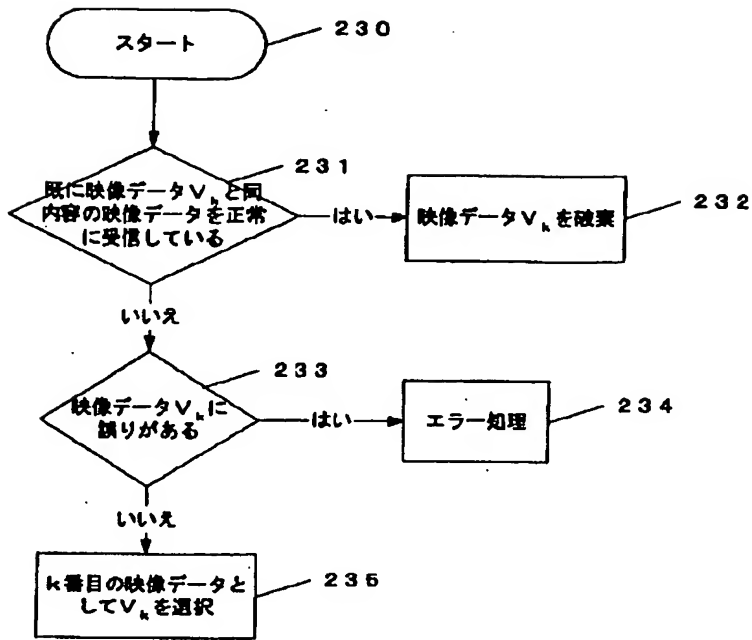 スタート
230
231
既に映像データVkと同
内容の映像データを正常
に受信している
はい
映像データVkを破棄
232
いいえ
233
映像データVkに
誤りがある
はい
エラー処理
234
いいえ
k番目の映像データと
してVkを選択
235